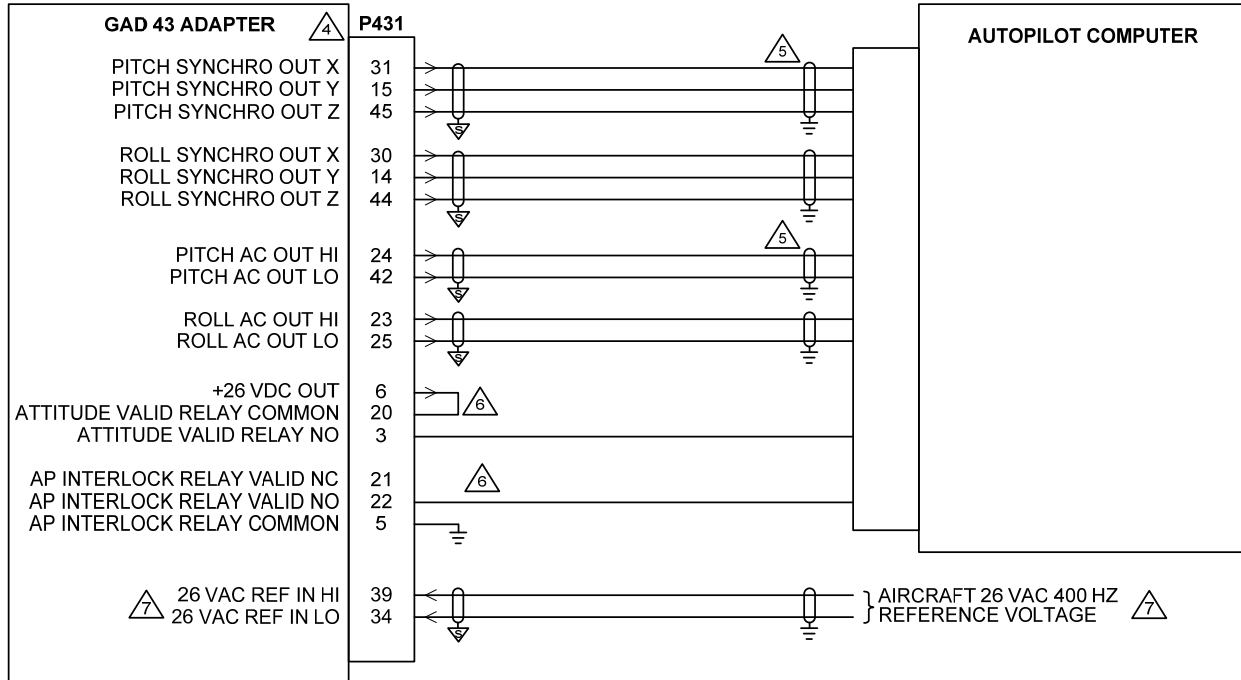 GAD 43 ADAPTER 4 P431
AUTOPILOT COMPUTER
5
PITCH SYNCHRO OUT X 31
PITCH SYNCHRO OUT Y 15
PITCH SYNCHRO OUT Z 45
S
ROLL SYNCHRO OUT X 30
ROLL SYNCHRO OUT Y 14
ROLL SYNCHRO OUT Z 44
S
5
PITCH AC OUT HI 24
PITCH AC OUT LO 42
S
ROLL AC OUT HI 23
ROLL AC OUT LO 25
S
+26 VDC OUT 6
ATTITUDE VALID RELAY COMMON 20 6
ATTITUDE VALID RELAY NO 3
AP INTERLOCK RELAY VALID NC 21 6
AP INTERLOCK RELAY VALID NO 22
AP INTERLOCK RELAY COMMON 5
7 26 VAC REF IN HI 39 AIRCRAFT 26 VAC 400 HZ 7
26 VAC REF IN LO 34 REFERENCE VOLTAGE
S